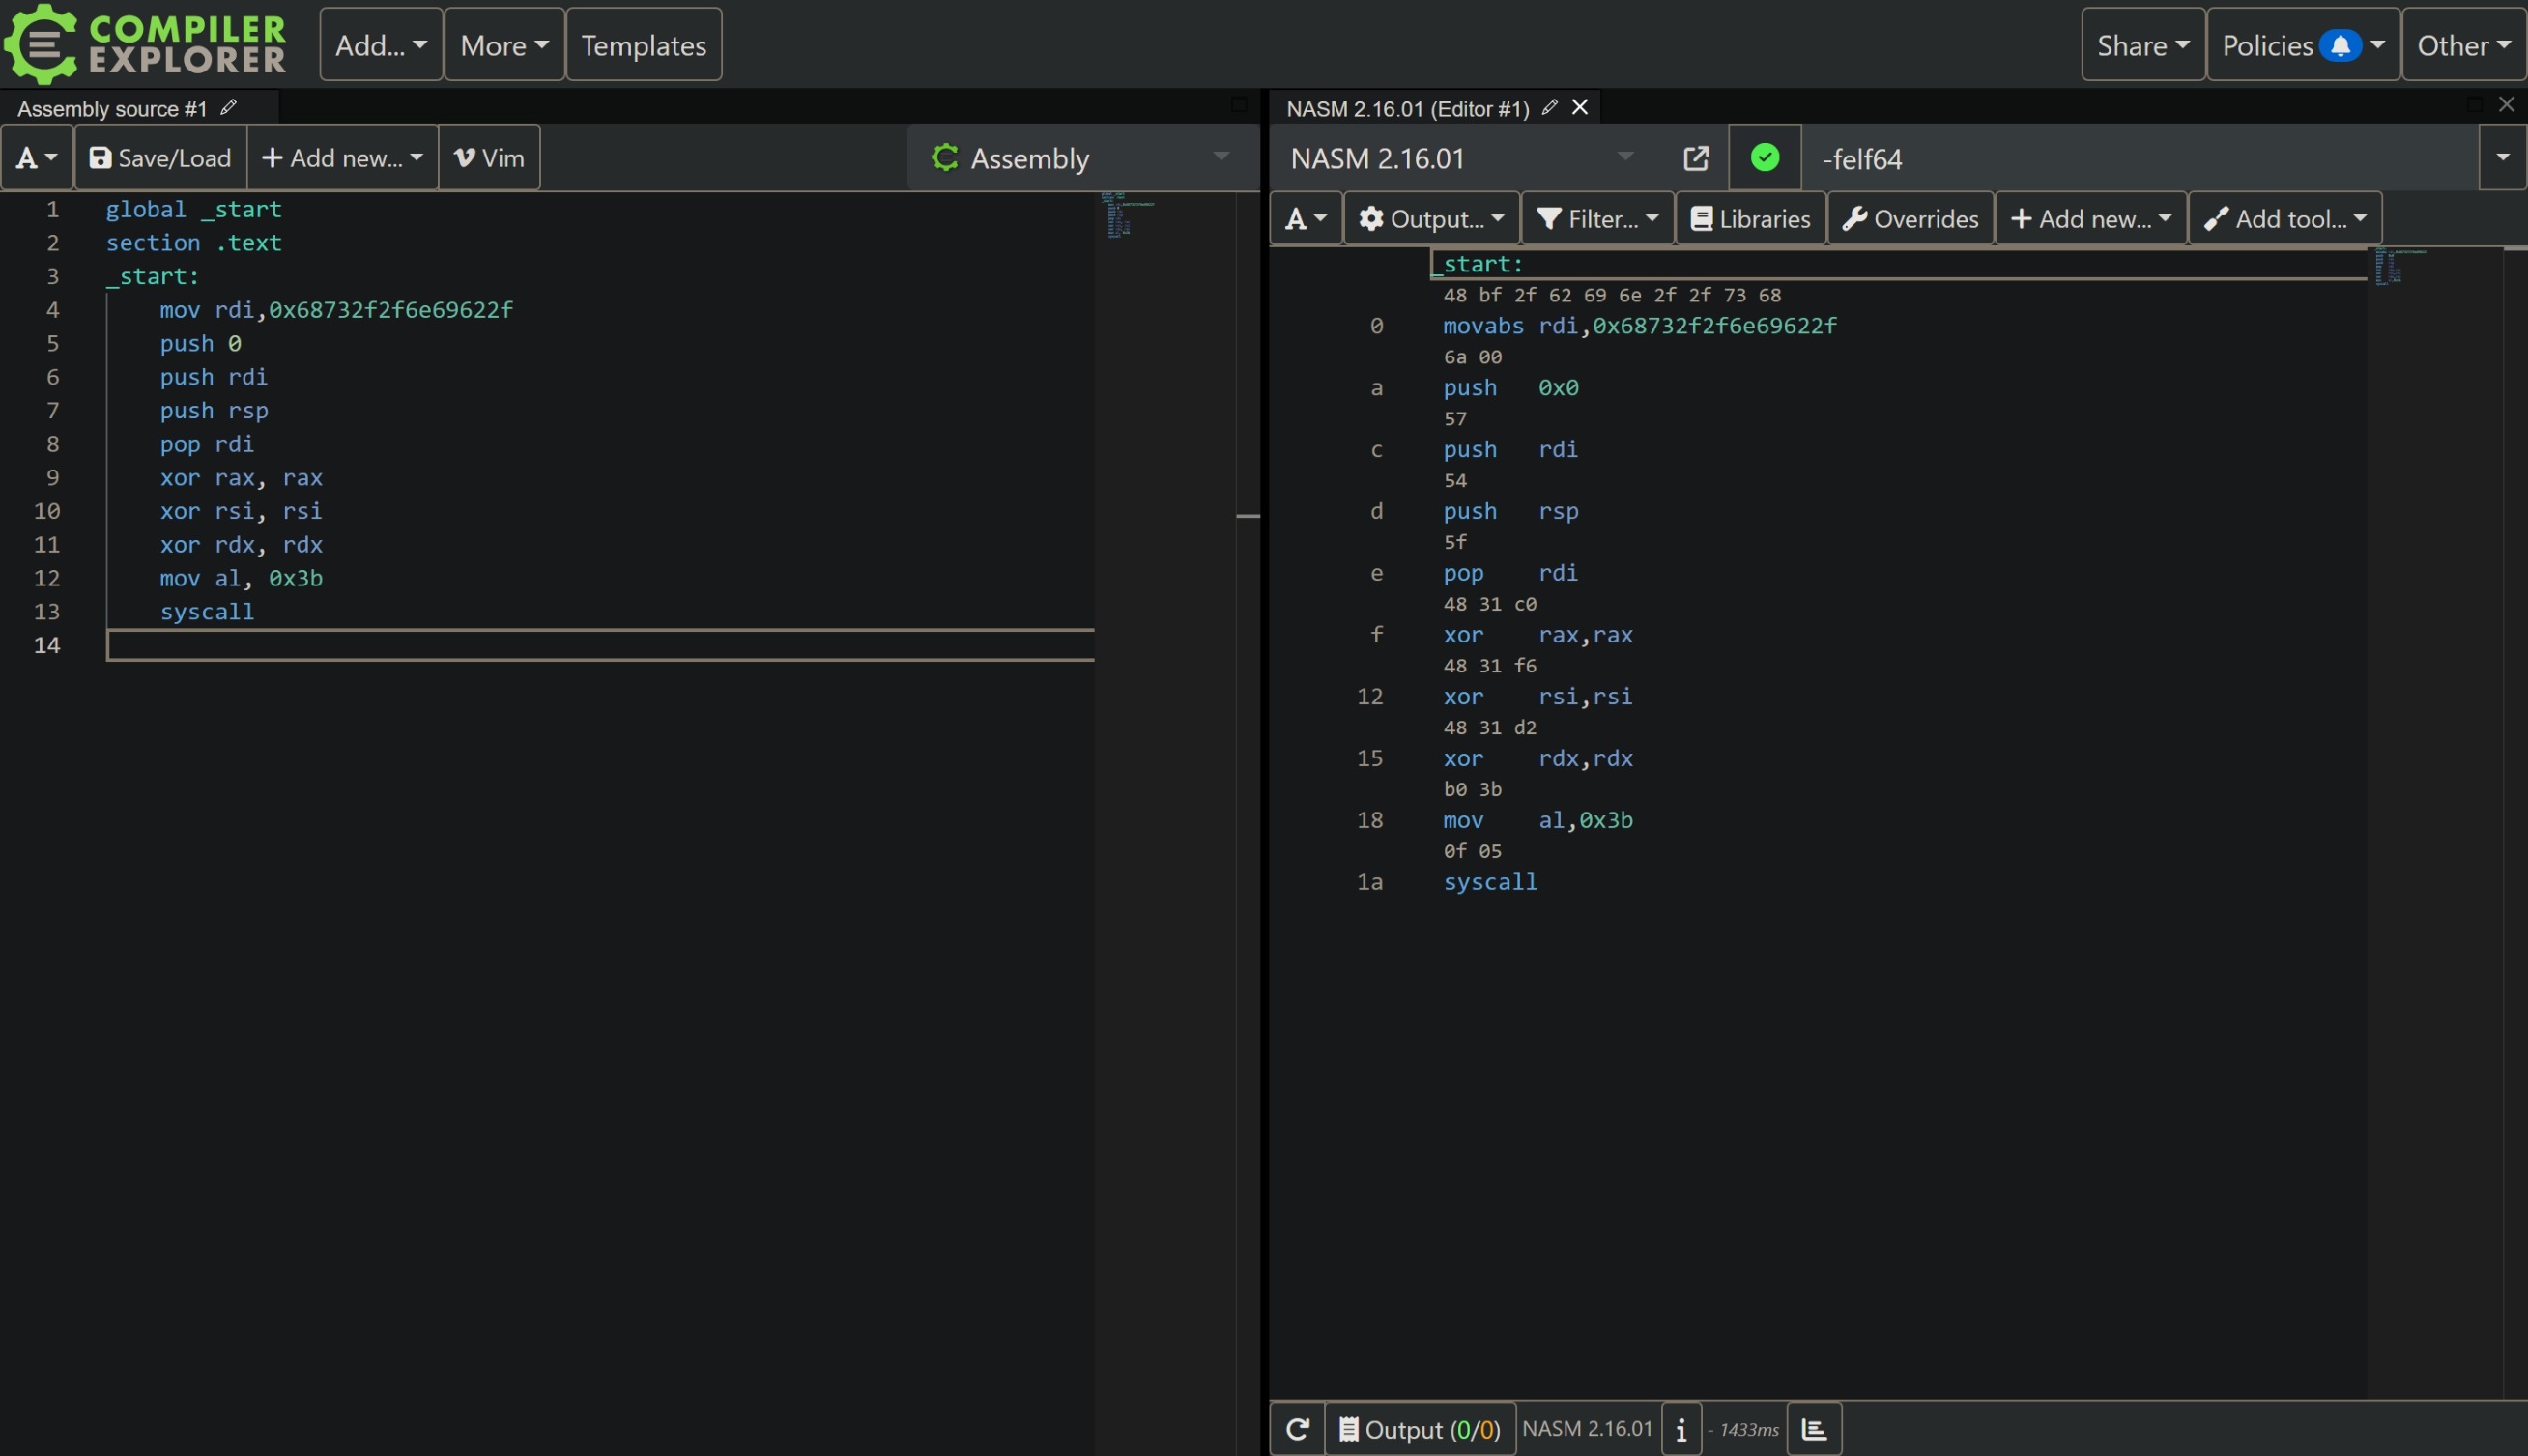 COMPILER EXPLORER Add... More Templates Share Policies Other
Assembly source #1
A Save/Load + Add new... Vim Assembly
1 global _start
2 section .text
3 _start:
4 mov rdi,0x68732f2f6e69622f
5 push 0
6 push rdi
7 push rsp
8 pop rdi
9 xor rax, rax
10 xor rsi, rsi
11 xor rdx, rdx
12 mov al, 0x3b
13 syscall
14
NASM 2.16.01 (Editor #1)
NASM 2.16.01 -felf64
A Output... Filter... Libraries Overrides + Add new... Add tool...
_start:
48 bf 2f 62 69 6e 2f 2f 73 68
0 movabs rdi,0x68732f2f6e69622f
6a 00
a push 0x0
57
c push rdi
54
d push rsp
5f
e pop rdi
48 31 c0
f xor rax,rax
48 31 f6
12 xor rsi,rsi
48 31 d2
15 xor rdx,rdx
b0 3b
18 mov al,0x3b
0f 05
1a syscall
Output (0/0) NASM 2.16.01 i - 1433ms